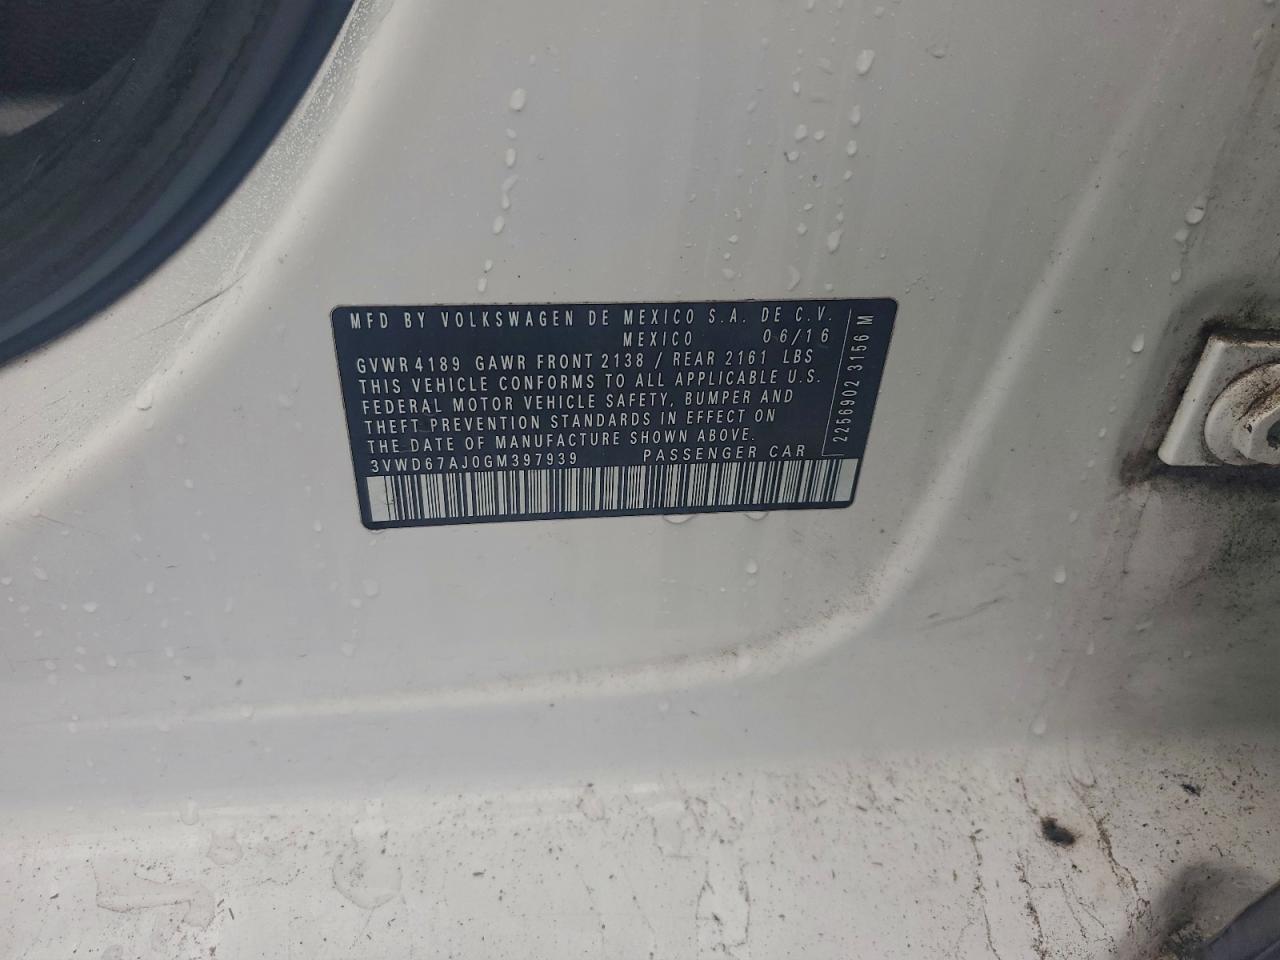 MFD BY VOLKSWAGEN DE MEXICO S.A. DE C.V.
MEXICO 06/16
GVWR 4189 GAWR FRONT 2138 / REAR 2161 LBS
THIS VEHICLE CONFORMS TO ALL APPLICABLE U.S.
FEDERAL MOTOR VEHICLE SAFETY, BUMPER AND
THEFT PREVENTION STANDARDS IN EFFECT ON
THE DATE OF MANUFACTURE SHOWN ABOVE.
3VWD67AJ0GM397939 PASSENGER CAR
2256902 3156 M